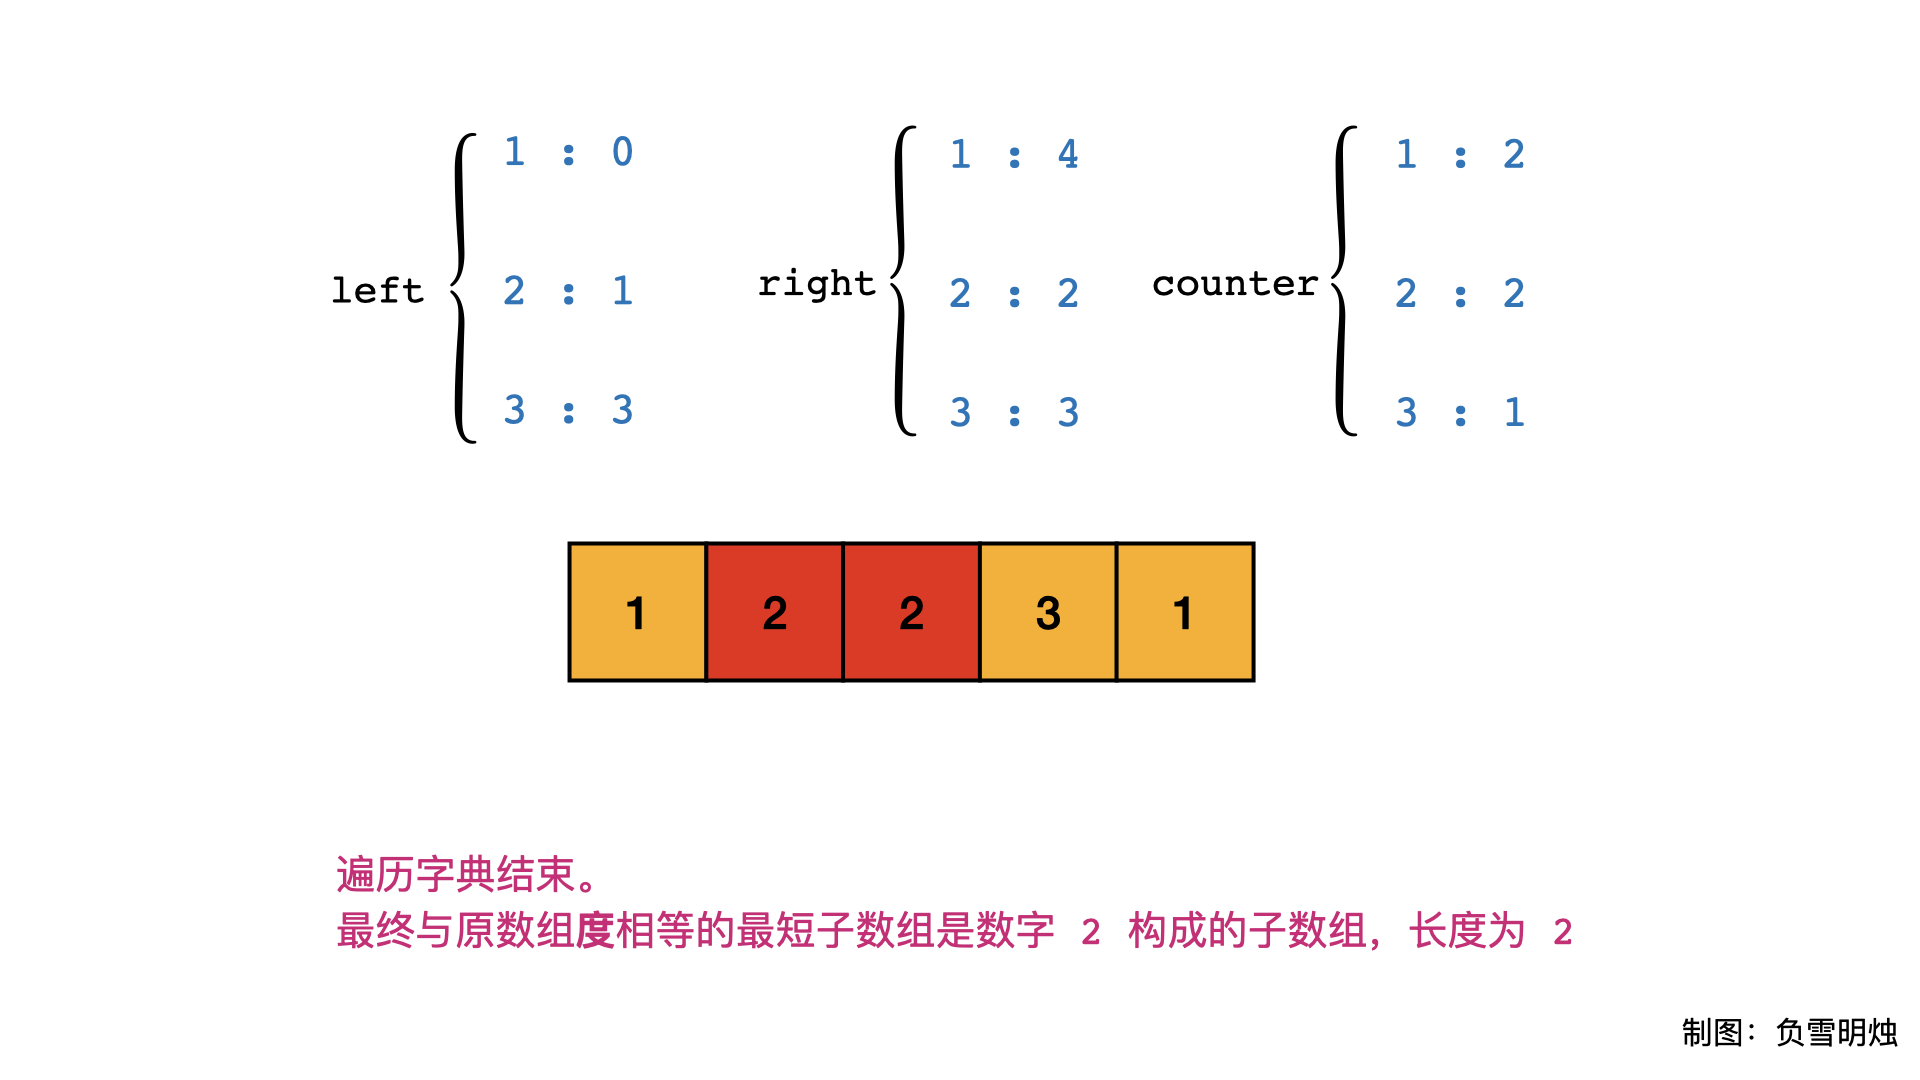 left
1 : 0
2 : 1
3 : 3
right
1 : 4
2 : 2
3 : 3
counter
1 : 2
2 : 2
3 : 1
1 2 2 3 1
遍历字典结束。
最终与原数组度相等的最短子数组是数字 2 构成的子数组，长度为 2
制图：负雪明烛